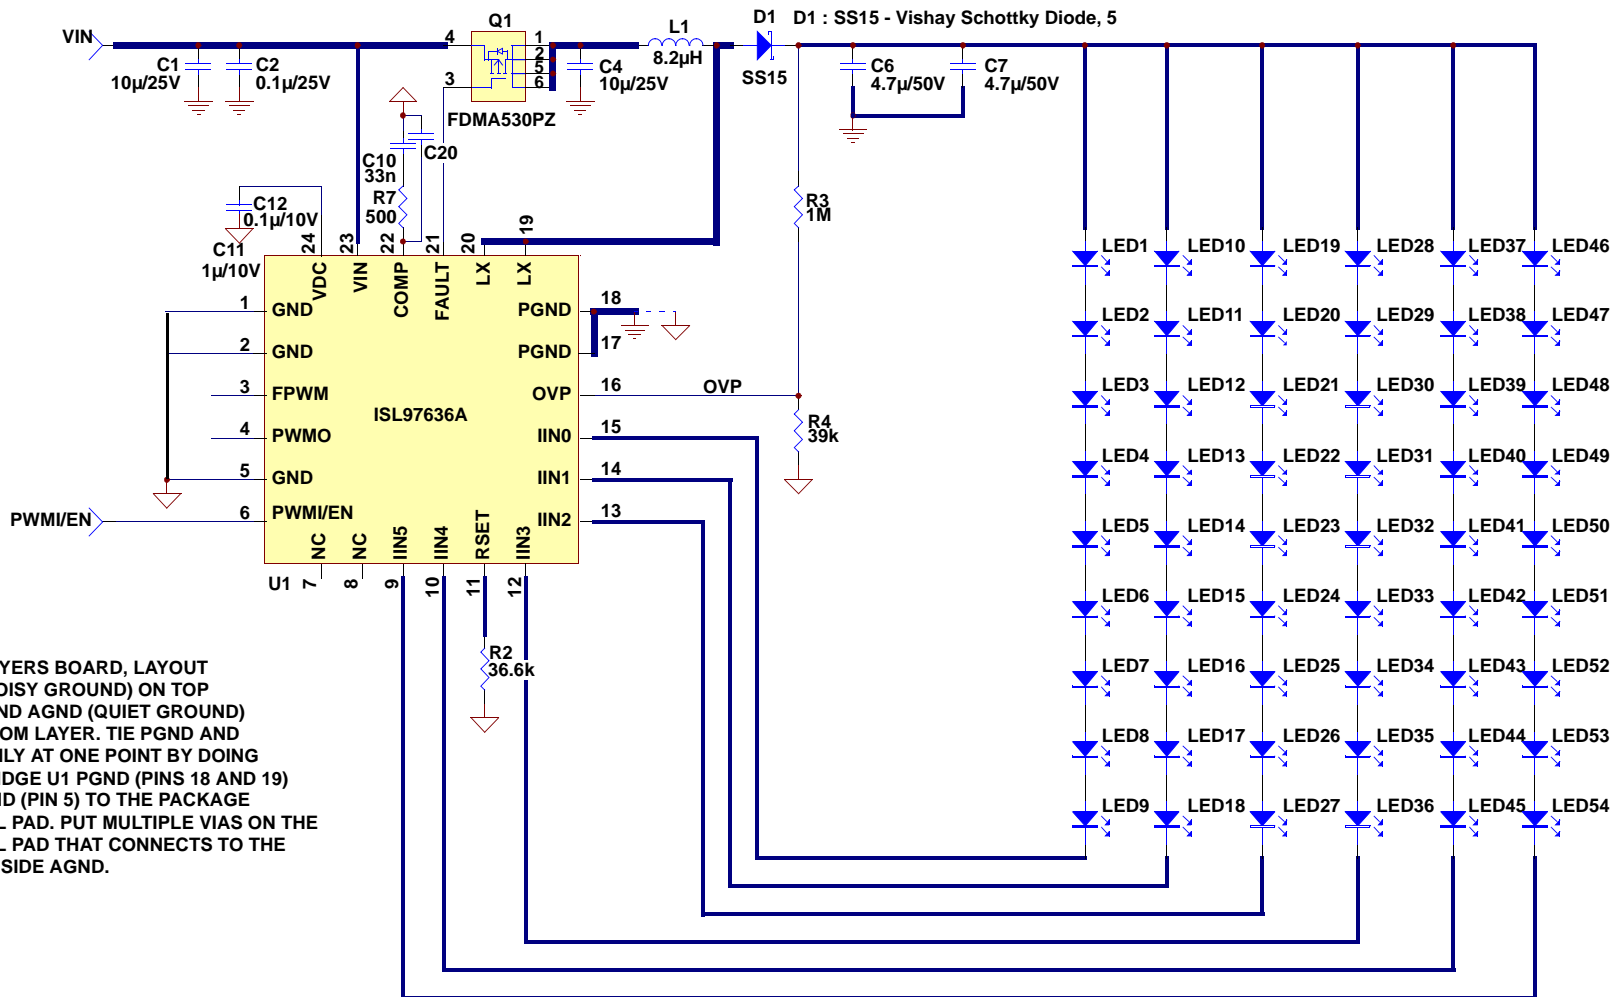 VIN
C1
10µ/25V
C2
0.1µ/25V
Q1
4
3
1
2
5
6
FDMA530PZ
C4
10µ/25V
L1
8.2µH
D1
D1 : SS15 - Vishay Schottky Diode, 5
SS15
C6
4.7µ/50V
C7
4.7µ/50V
C20
C10
33n
R7
500
C12
0.1µ/10V
C11
1µ/10V
R3
1M
24
23
22
21
20
19
VDC
VIN
COMP
FAULT
LX
LX
1
GND
2
GND
3
FPWM
4
PWMO
5
GND
6
PWMI/EN
PWMI/EN
ISL97636A
PGND
18
PGND
17
OVP
16
OVP
IIN0
15
IIN1
14
IIN2
13
R4
39k
NC
NC
IIN5
IIN4
RSET
IIN3
U1
7
8
9
10
11
12
R2
36.6k
YERS BOARD, LAYOUT
OISY GROUND) ON TOP
ND AGND (QUIET GROUND)
OM LAYER. TIE PGND AND
ILY AT ONE POINT BY DOING
IDGE U1 PGND (PINS 18 AND 19)
ID (PIN 5) TO THE PACKAGE
L PAD. PUT MULTIPLE VIAS ON THE
L PAD THAT CONNECTS TO THE
SIDE AGND.
LED1 LED10 LED19 LED28 LED37 LED46
LED2 LED11 LED20 LED29 LED38 LED47
LED3 LED12 LED21 LED30 LED39 LED48
LED4 LED13 LED22 LED31 LED40 LED49
LED5 LED14 LED23 LED32 LED41 LED50
LED6 LED15 LED24 LED33 LED42 LED51
LED7 LED16 LED25 LED34 LED43 LED52
LED8 LED17 LED26 LED35 LED44 LED53
LED9 LED18 LED27 LED36 LED45 LED54